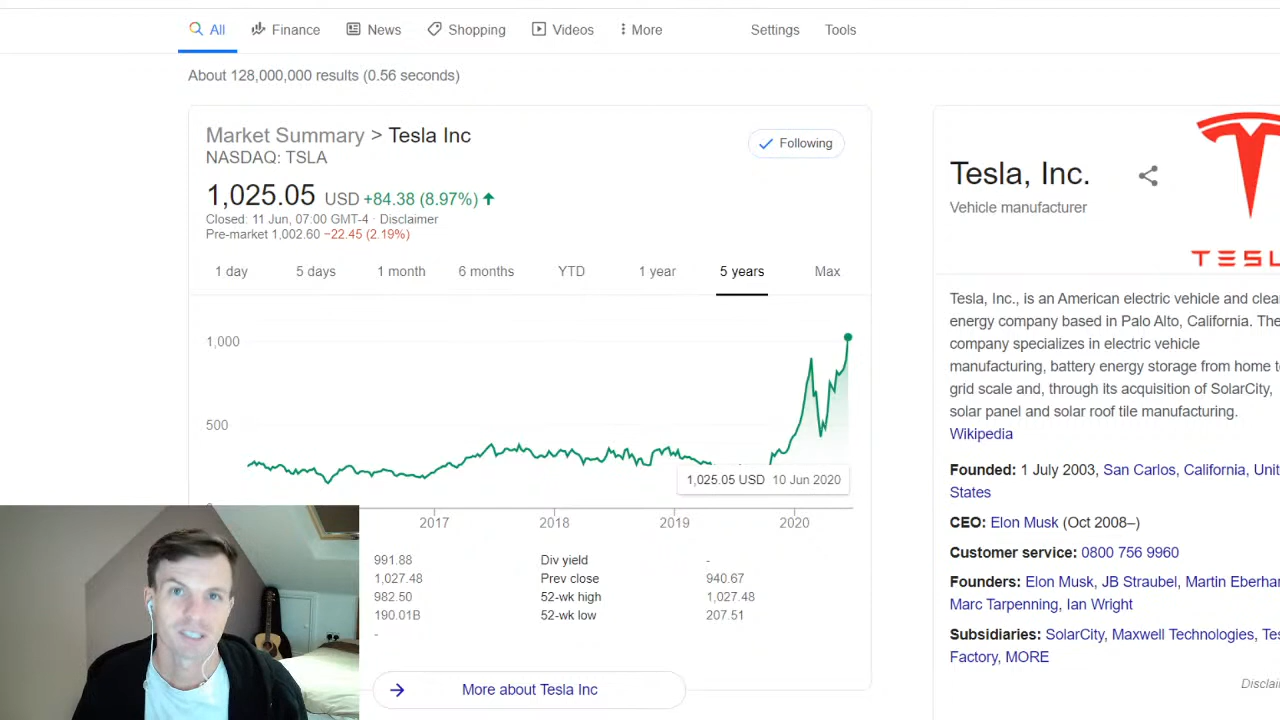 All
Finance
News
Shopping
Videos
More
Settings
Tools
About 128,000,000 results (0.56 seconds)
Market Summary > Tesla Inc
NASDAQ: TSLA
Following
1,025.05 USD +84.38 (8.97%)
Closed: 11 Jun, 07:00 GMT-4 · Disclaimer
Pre-market 1,002.60 −22.45 (2.19%)
1 day
5 days
1 month
6 months
YTD
1 year
5 years
Max
1,000
500
1,025.05 USD 10 Jun 2020
2017
2018
2019
2020
991.88
Div yield
-
1,027.48
Prev close
940.67
982.50
52-wk high
1,027.48
190.01B
52-wk low
207.51
-
More about Tesla Inc
Tesla, Inc.
Vehicle manufacturer
TESL
Tesla, Inc., is an American electric vehicle and clea
energy company based in Palo Alto, California. The
company specializes in electric vehicle
manufacturing, battery energy storage from home t
grid scale and, through its acquisition of SolarCity,
solar panel and solar roof tile manufacturing.
Wikipedia
Founded: 1 July 2003, San Carlos, California, Unit
States
CEO: Elon Musk (Oct 2008–)
Customer service: 0800 756 9960
Founders: Elon Musk, JB Straubel, Martin Eberha
Marc Tarpenning, Ian Wright
Subsidiaries: SolarCity, Maxwell Technologies, Tes
Factory, MORE
Disclai